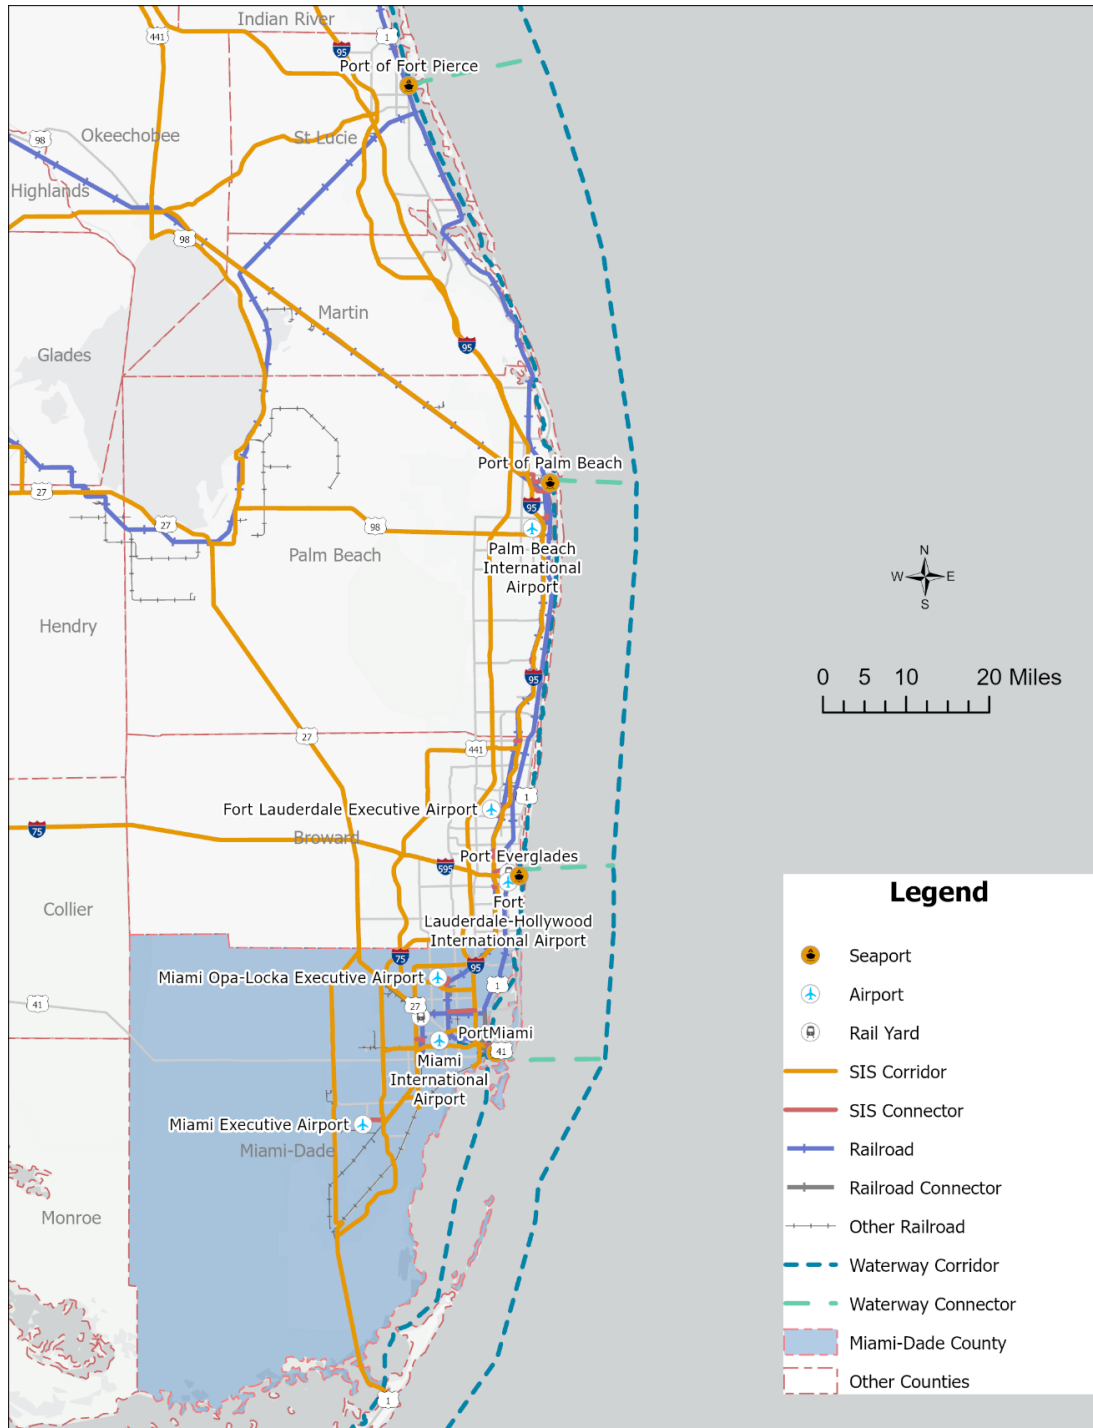 Indian River
441
95
1
Port of Fort Pierce
98
Okeechobee
St Lucie
Highlands
98
Martin
95
Glades
Port of Palm Beach
27
95
27
98
Palm Beach
Palm Beach
International
Airport
Hendry
95
27
441
1
Fort Lauderdale Executive Airport
75
Broward
Port Everglades
595
Collier
Fort
Lauderdale-Hollywood
International Airport
75
95
Miami Opa-Locka Executive Airport
1
41
27
PortMiami
41
Miami
International
Airport
Miami Executive Airport
Miami-Dade
Monroe
1
N
W
E
S
0 5 10 20 Miles
Legend
Seaport
Airport
Rail Yard
SIS Corridor
SIS Connector
Railroad
Railroad Connector
Other Railroad
Waterway Corridor
Waterway Connector
Miami-Dade County
Other Counties